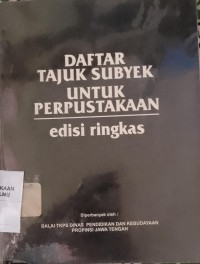 DAFTAR
TAJUK SUBYEK
UNTUK
PERPUSTAKAAN
edisi ringkas
Diperbanyak oleh :
BALAI TKPS DINAS PENDIDIKAN DAN KEBUDAYAAN
PROPINSI JAWA TENGAH